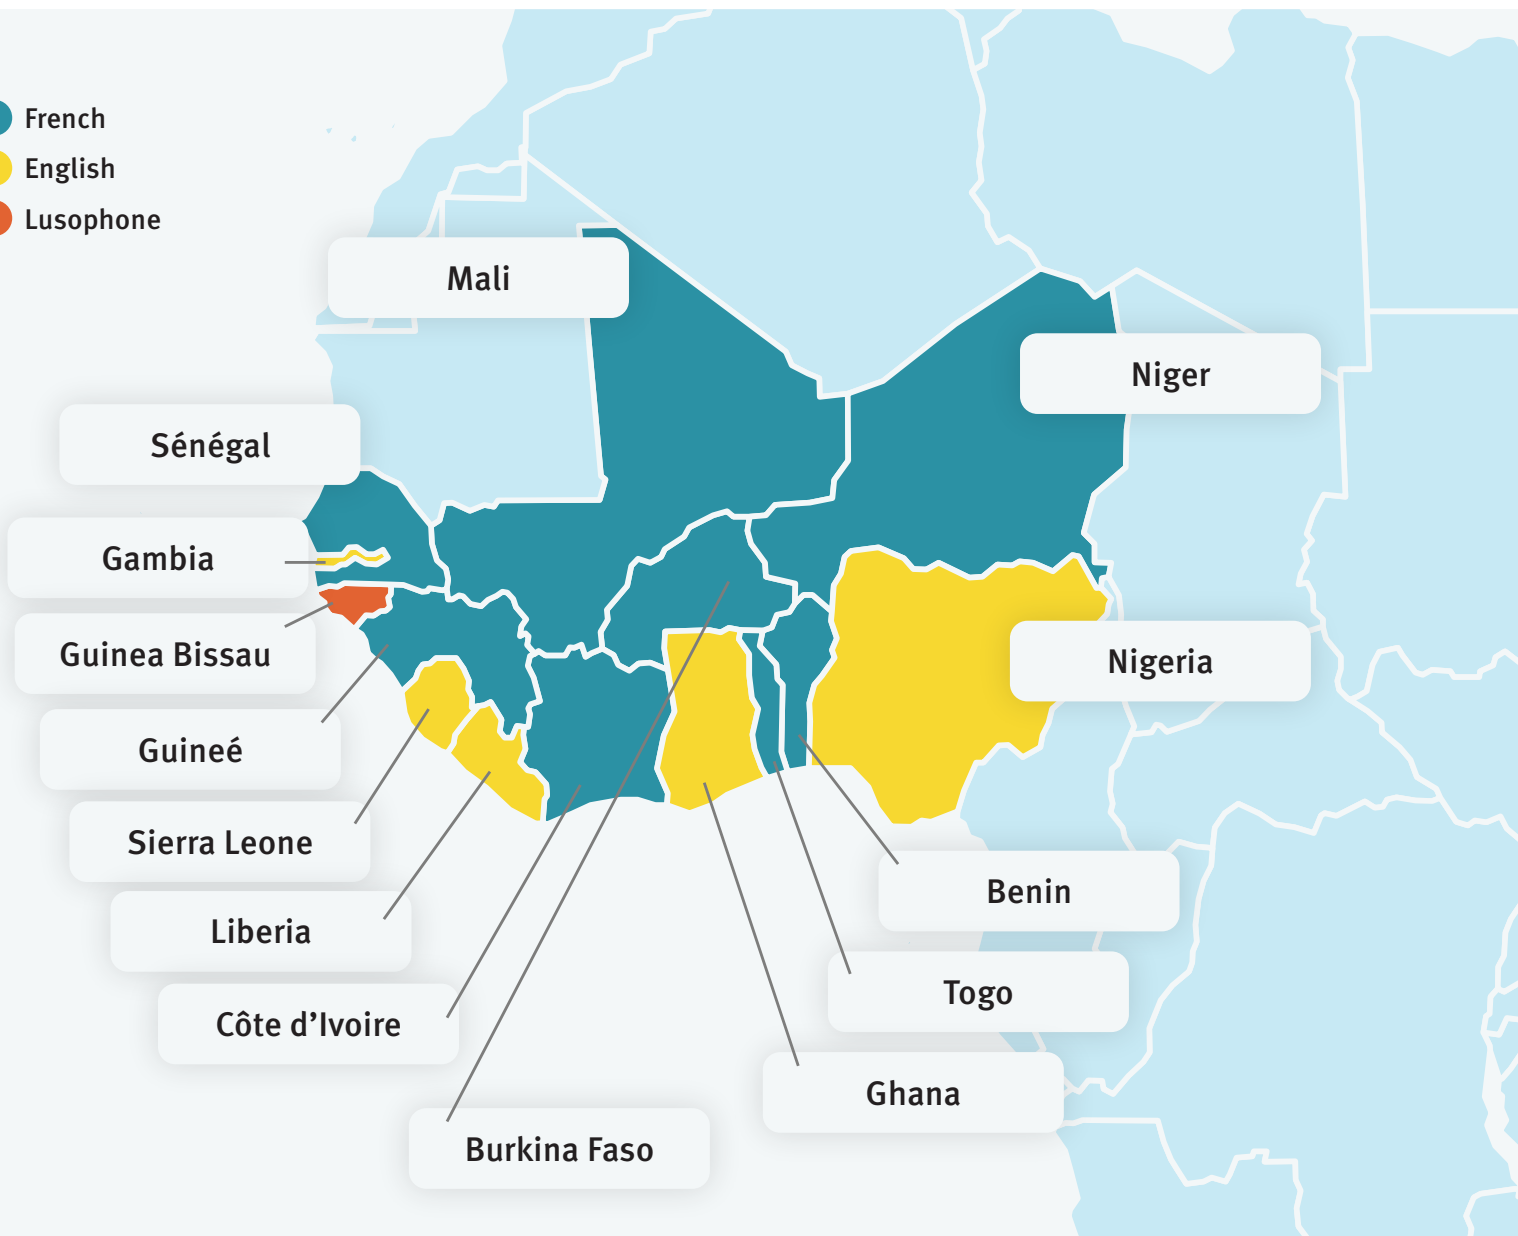 French
English
Lusophone
Mali
Niger
Sénégal
Gambia
Guinea Bissau
Nigeria
Guineé
Sierra Leone
Benin
Liberia
Togo
Côte d’Ivoire
Ghana
Burkina Faso